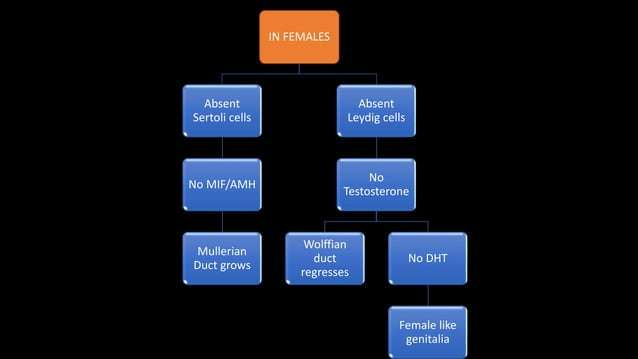 IN FEMALES
Absent
Sertoli cells
Absent
Leydig cells
No MIF/AMH
No
Testosterone
Mullerian
Duct grows
Wolffian
duct
regresses
No DHT
Female like
genitalia